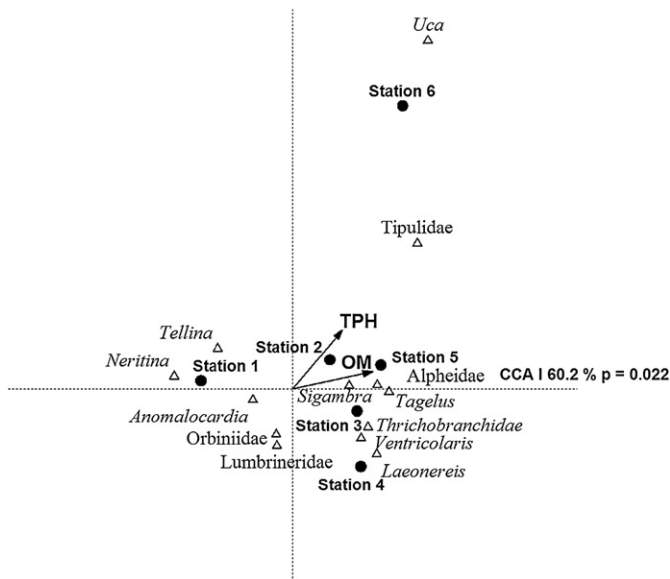 Uca
Station 6
Tipulidae
TPH
Tellina
Station 2
OM
Station 5
Neritina
Station 1
Alpheidae
CCA I 60.2 % p = 0.022
Sigambra
Tagelus
Anomalocardia
Station 3
Thrichobranchidae
Orbiniidae
Ventricolaris
Lumbrineridae
Laeonereis
Station 4